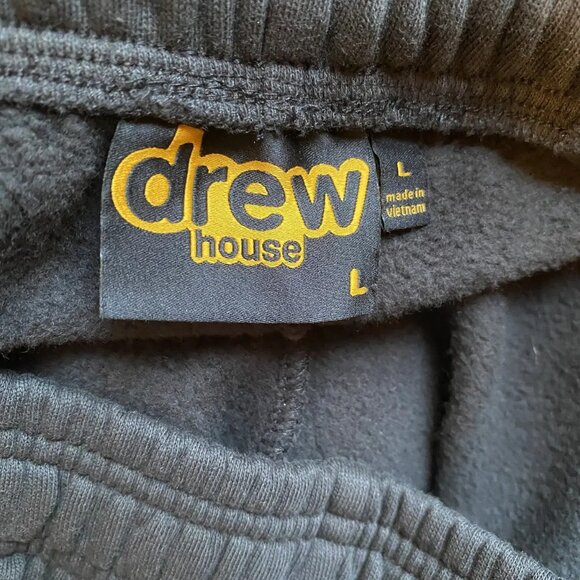 drew
house
L
L
made in
vietnam